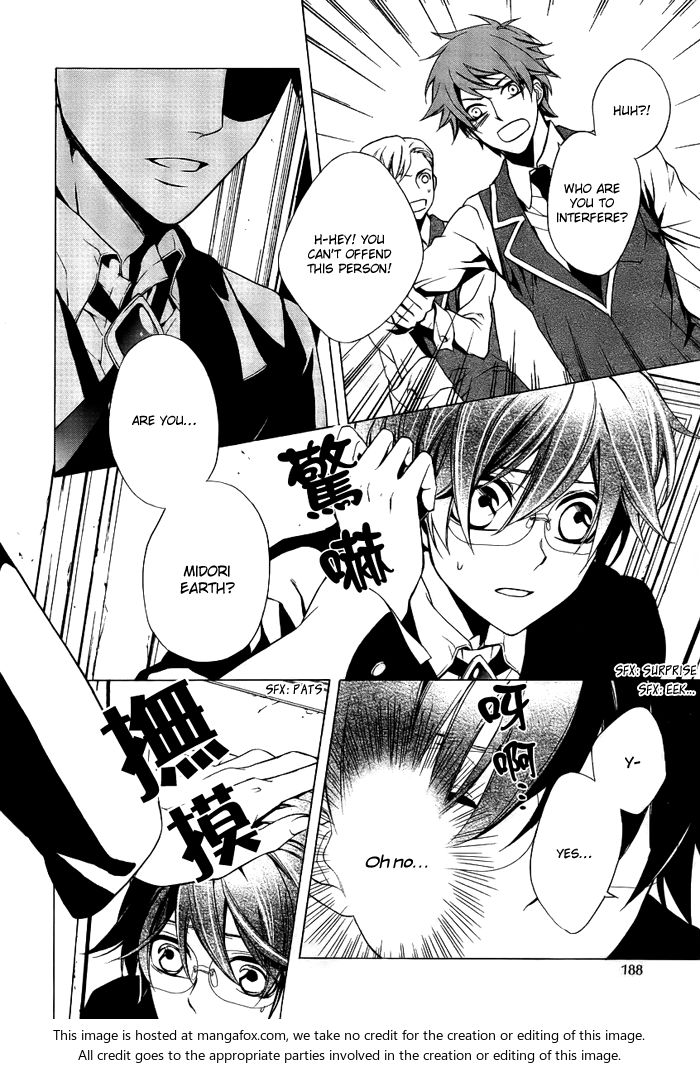 HUH?!
WHO ARE
YOU TO
INTERFERE?
H-HEY! YOU
CAN'T OFFEND
THIS PERSON!
ARE YOU...
MIDORI
EARTH?
驚
嚇
SFX: SURPRISE
SFX: EEK...
呀
啊
⋯
Y-
YES...
Oh no...
SFX: PATS
撫
摸
188
This image is hosted at mangafox.com, we take no credit for the creation or editing of this image.
All credit goes to the appropriate parties involved in the creation or editing of this image.